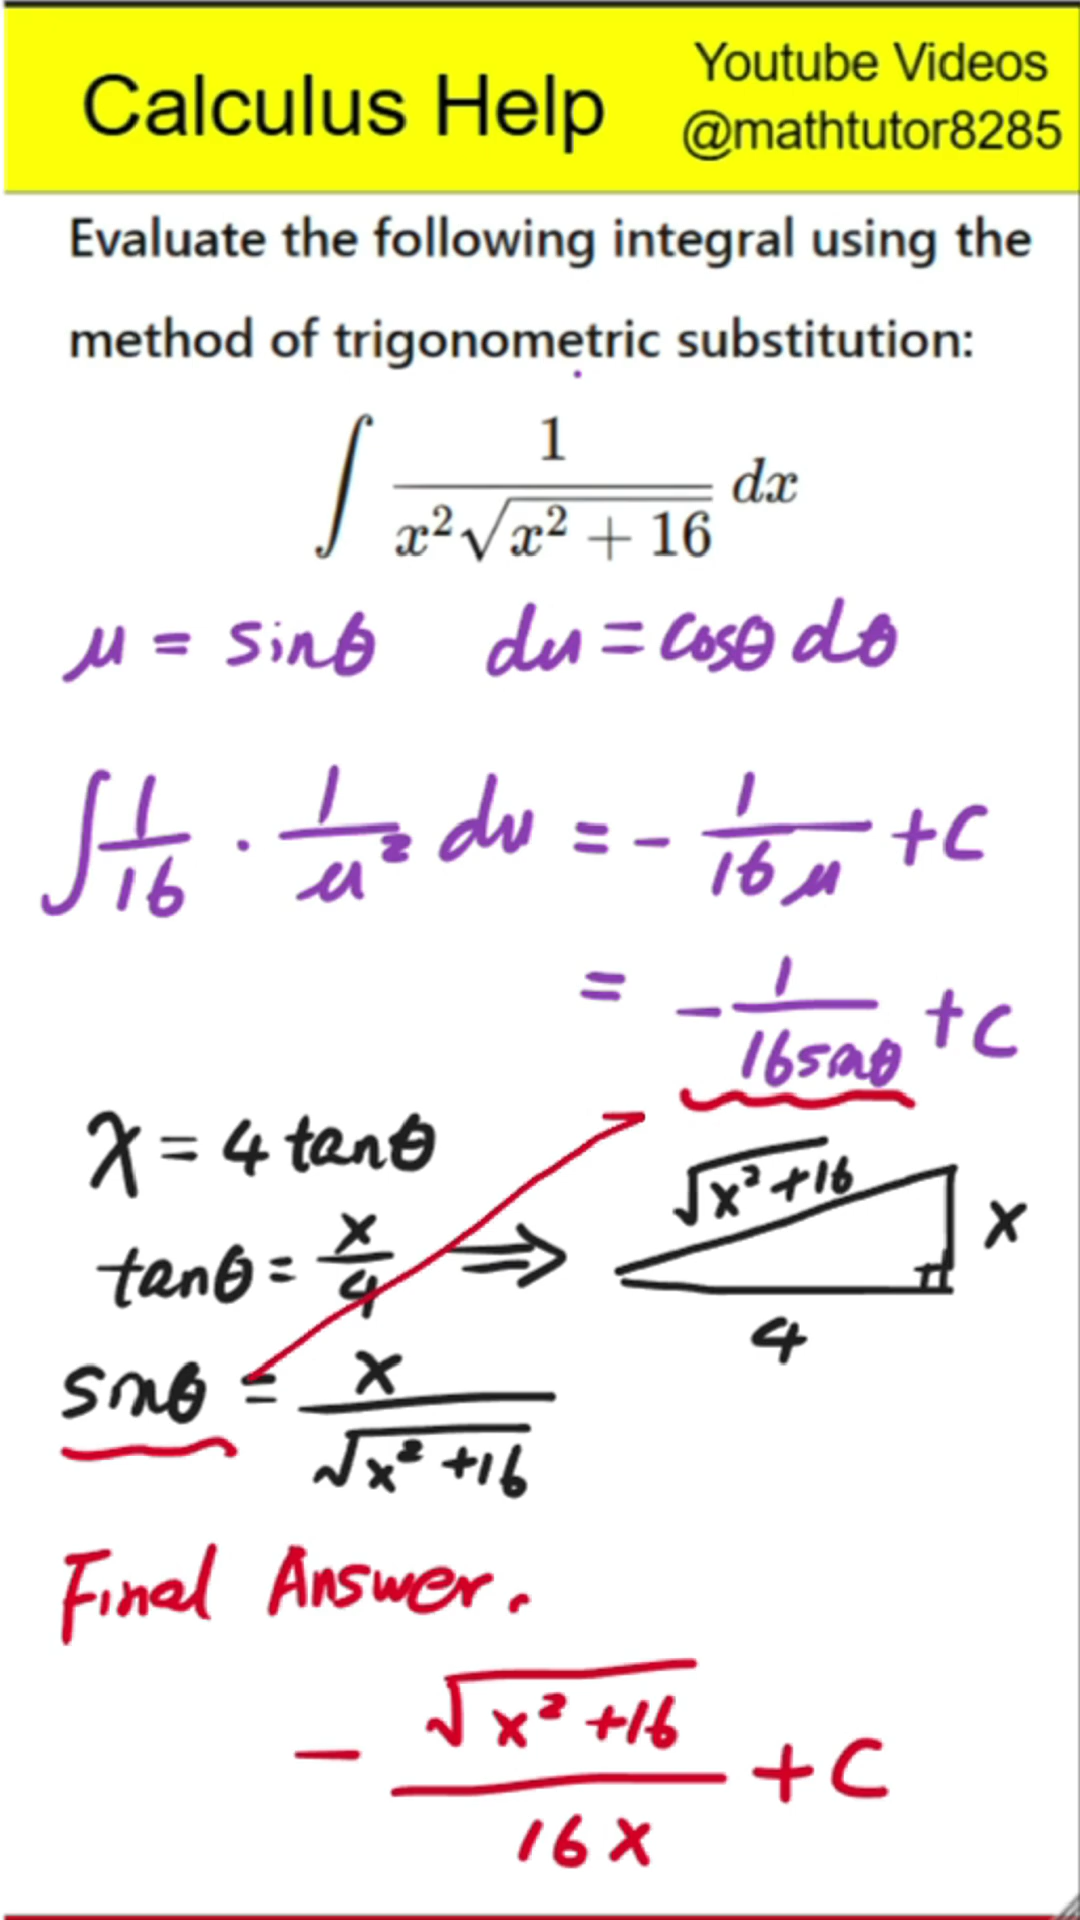 Calculus Help
Youtube Videos
@mathtutor8285
Evaluate the following integral using the
method of trigonometric substitution:
∫ 1/(x²√(x² + 16)) dx
u = sinθ   du = cosθ dθ
∫ 1/16 · 1/u² du = - 1/(16u) + C
= - 1/(16 sinθ) + C
x = 4 tanθ
tanθ = x/4 ⇒
√(x² + 16)
x
4
sinθ = x/√(x² + 16)
Final Answer.
- √(x² + 16)/(16x) + C